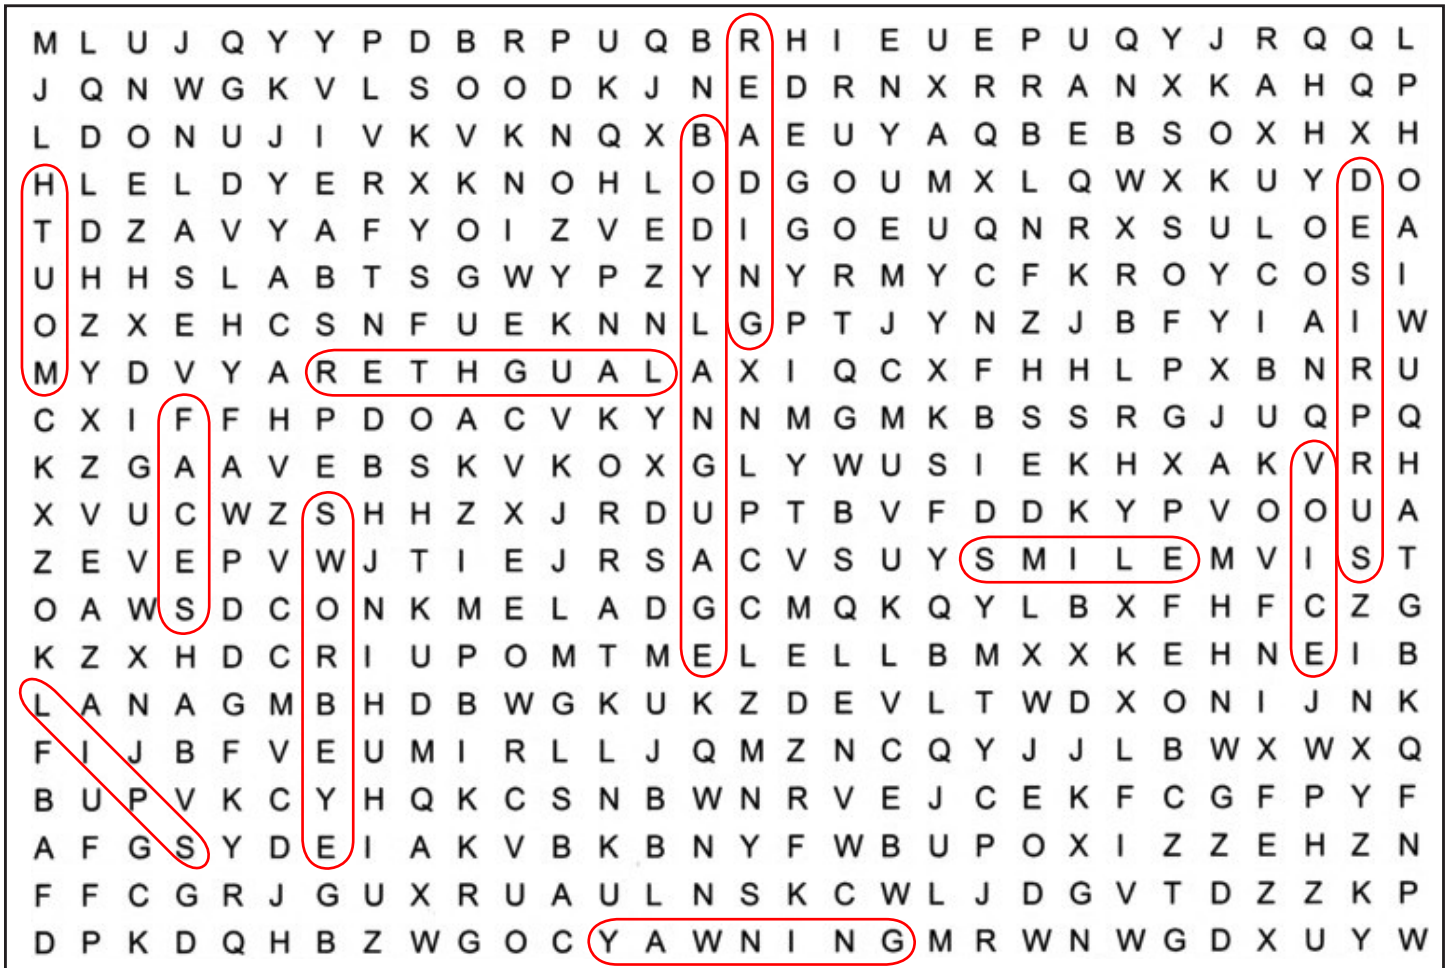 M L U J Q Y Y P D B R P U Q B R H I E U E P U Q Y J R Q Q L
J Q N W G K V L S O O D K J N E D R N X R R A N X K A H Q P
L D O N U J I V K V K N Q X B A E U Y A Q B E B S O X H X H
H L E L D Y E R X K N O H L O D G O U M X L Q W X K U Y D O
T D Z A V Y A F Y O I Z V E D I G O E U Q N R X S U L O E A
U H H S L A B T S G W Y P Z Y N Y R M Y C F K R O Y C O S I
O Z X E H C S N F U E K N N L G P T J Y N Z J B F Y I A I W
M Y D V Y A R E T H G U A L A X I Q C X F H H L P X B N R U
C X I F F H P D O A C V K Y N N M G M K B S S R G J U Q P Q
K Z G A A V E B S K V K O X G L Y W U S I E K H X A K V R H
X V U C W Z S H H Z X J R D U P T B V F D D K Y P V O O U A
Z E V E P V W J T I E J R S A C V S U Y S M I L E M V I S T
O A W S D C O N K M E L A D G C M Q K Q Y L B X F H F C Z G
K Z X H D C R I U P O M T M E L E L L B M X X K E H N E I B
L A N A G M B H D B W G K U K Z D E V L T W D X O N I J N K
F I J B F V E U M I R L L J Q M Z N C Q Y J J L B W X W X Q
B U P V K C Y H Q K C S N B W N R V E J C E K F C G F P Y F
A F G S Y D E I A K V B K B N Y F W B U P O X I Z Z E H Z N
F F C G R J G U X R U A U L N S K C W L J D G V T D Z Z K P
D P K D Q H B Z W G O C Y A W N I N G M R W N W G D X U Y W